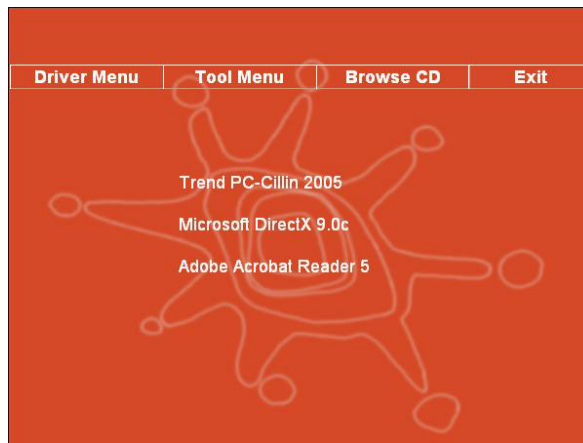 Driver Menu Tool Menu Browse CD Exit
Trend PC-Cillin 2005
Microsoft DirectX 9.0c
Adobe Acrobat Reader 5